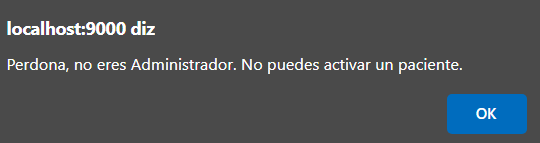 localhost:9000 diz
Perdona, no eres Administrador. No puedes activar un paciente.
OK